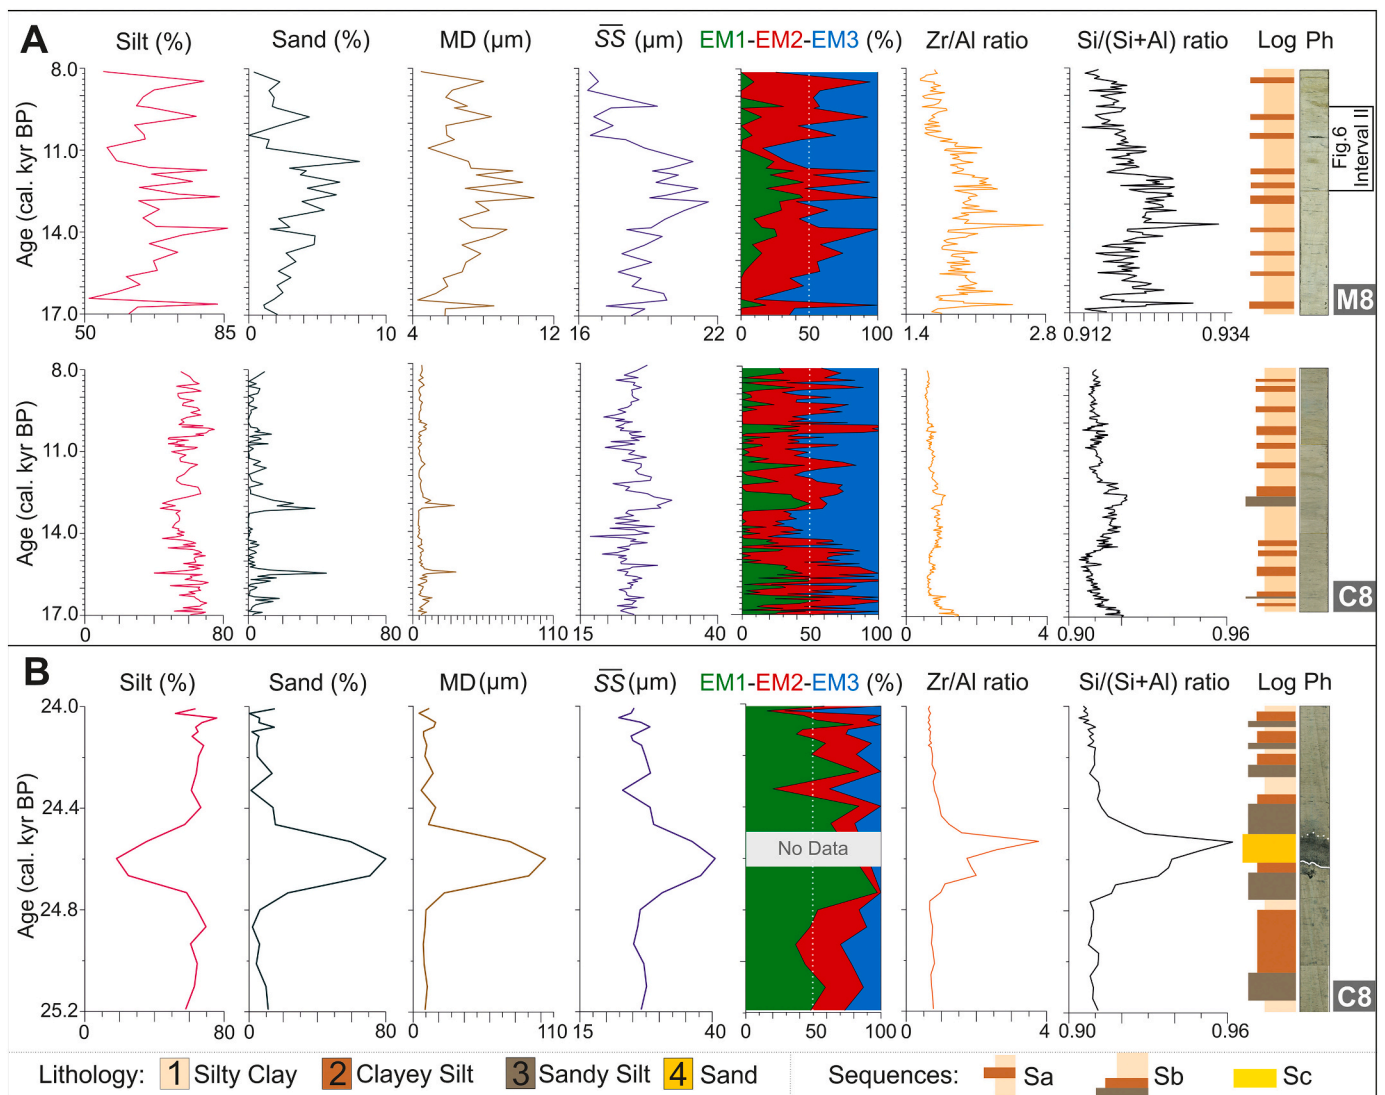 A
Silt (%) Sand (%) MD (µm) SS (µm) EM1-EM2-EM3 (%) Zr/Al ratio Si/(Si+Al) ratio Log Ph
Age (cal. kyr BP)
8.0
11.0
14.0
17.0
50 85 0 10 4 12 16 22 0 50 100 1.4 2.8 0.912 0.934
Fig.6
Interval II
M8
Age (cal. kyr BP)
8.0
11.0
14.0
17.0
0 80 0 80 0 110 15 40 0 50 100 0 4 0.90 0.96
C8
B
Silt (%) Sand (%) MD (µm) SS (µm) EM1-EM2-EM3 (%) Zr/Al ratio Si/(Si+Al) ratio Log Ph
Age (cal. kyr BP)
24.0
24.4
24.8
25.2
No Data
0 80 0 80 0 110 15 40 0 50 100 0 4 0.90 0.96
C8
Lithology: 1 Silty Clay 2 Clayey Silt 3 Sandy Silt 4 Sand Sequences: Sa Sb Sc